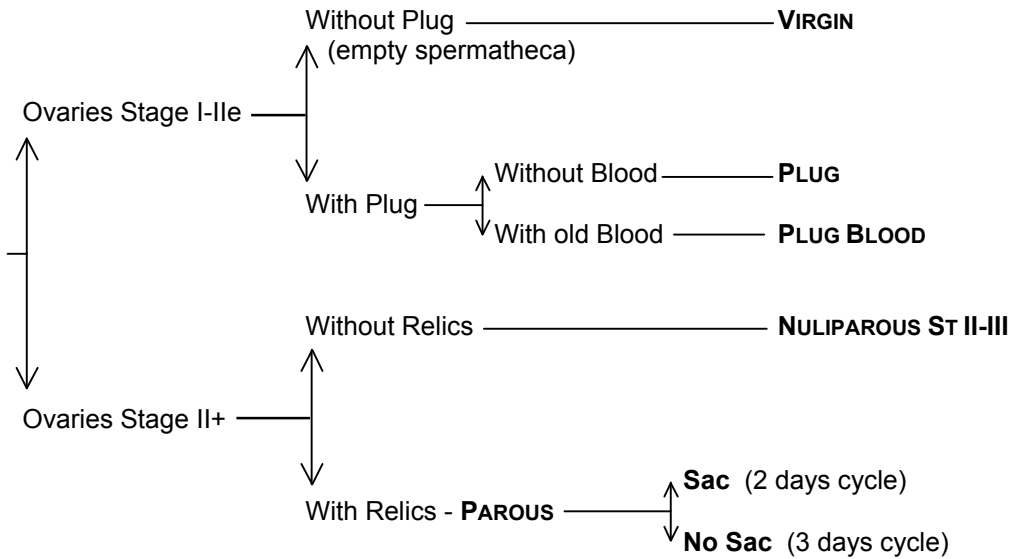 Without Plug VIRGIN
(empty spermatheca)
Ovaries Stage I-IIe
Without Blood PLUG
With Plug
With old Blood PLUG BLOOD
Without Relics NULIPAROUS ST II-III
Ovaries Stage II+
Sac (2 days cycle)
With Relics - PAROUS
No Sac (3 days cycle)